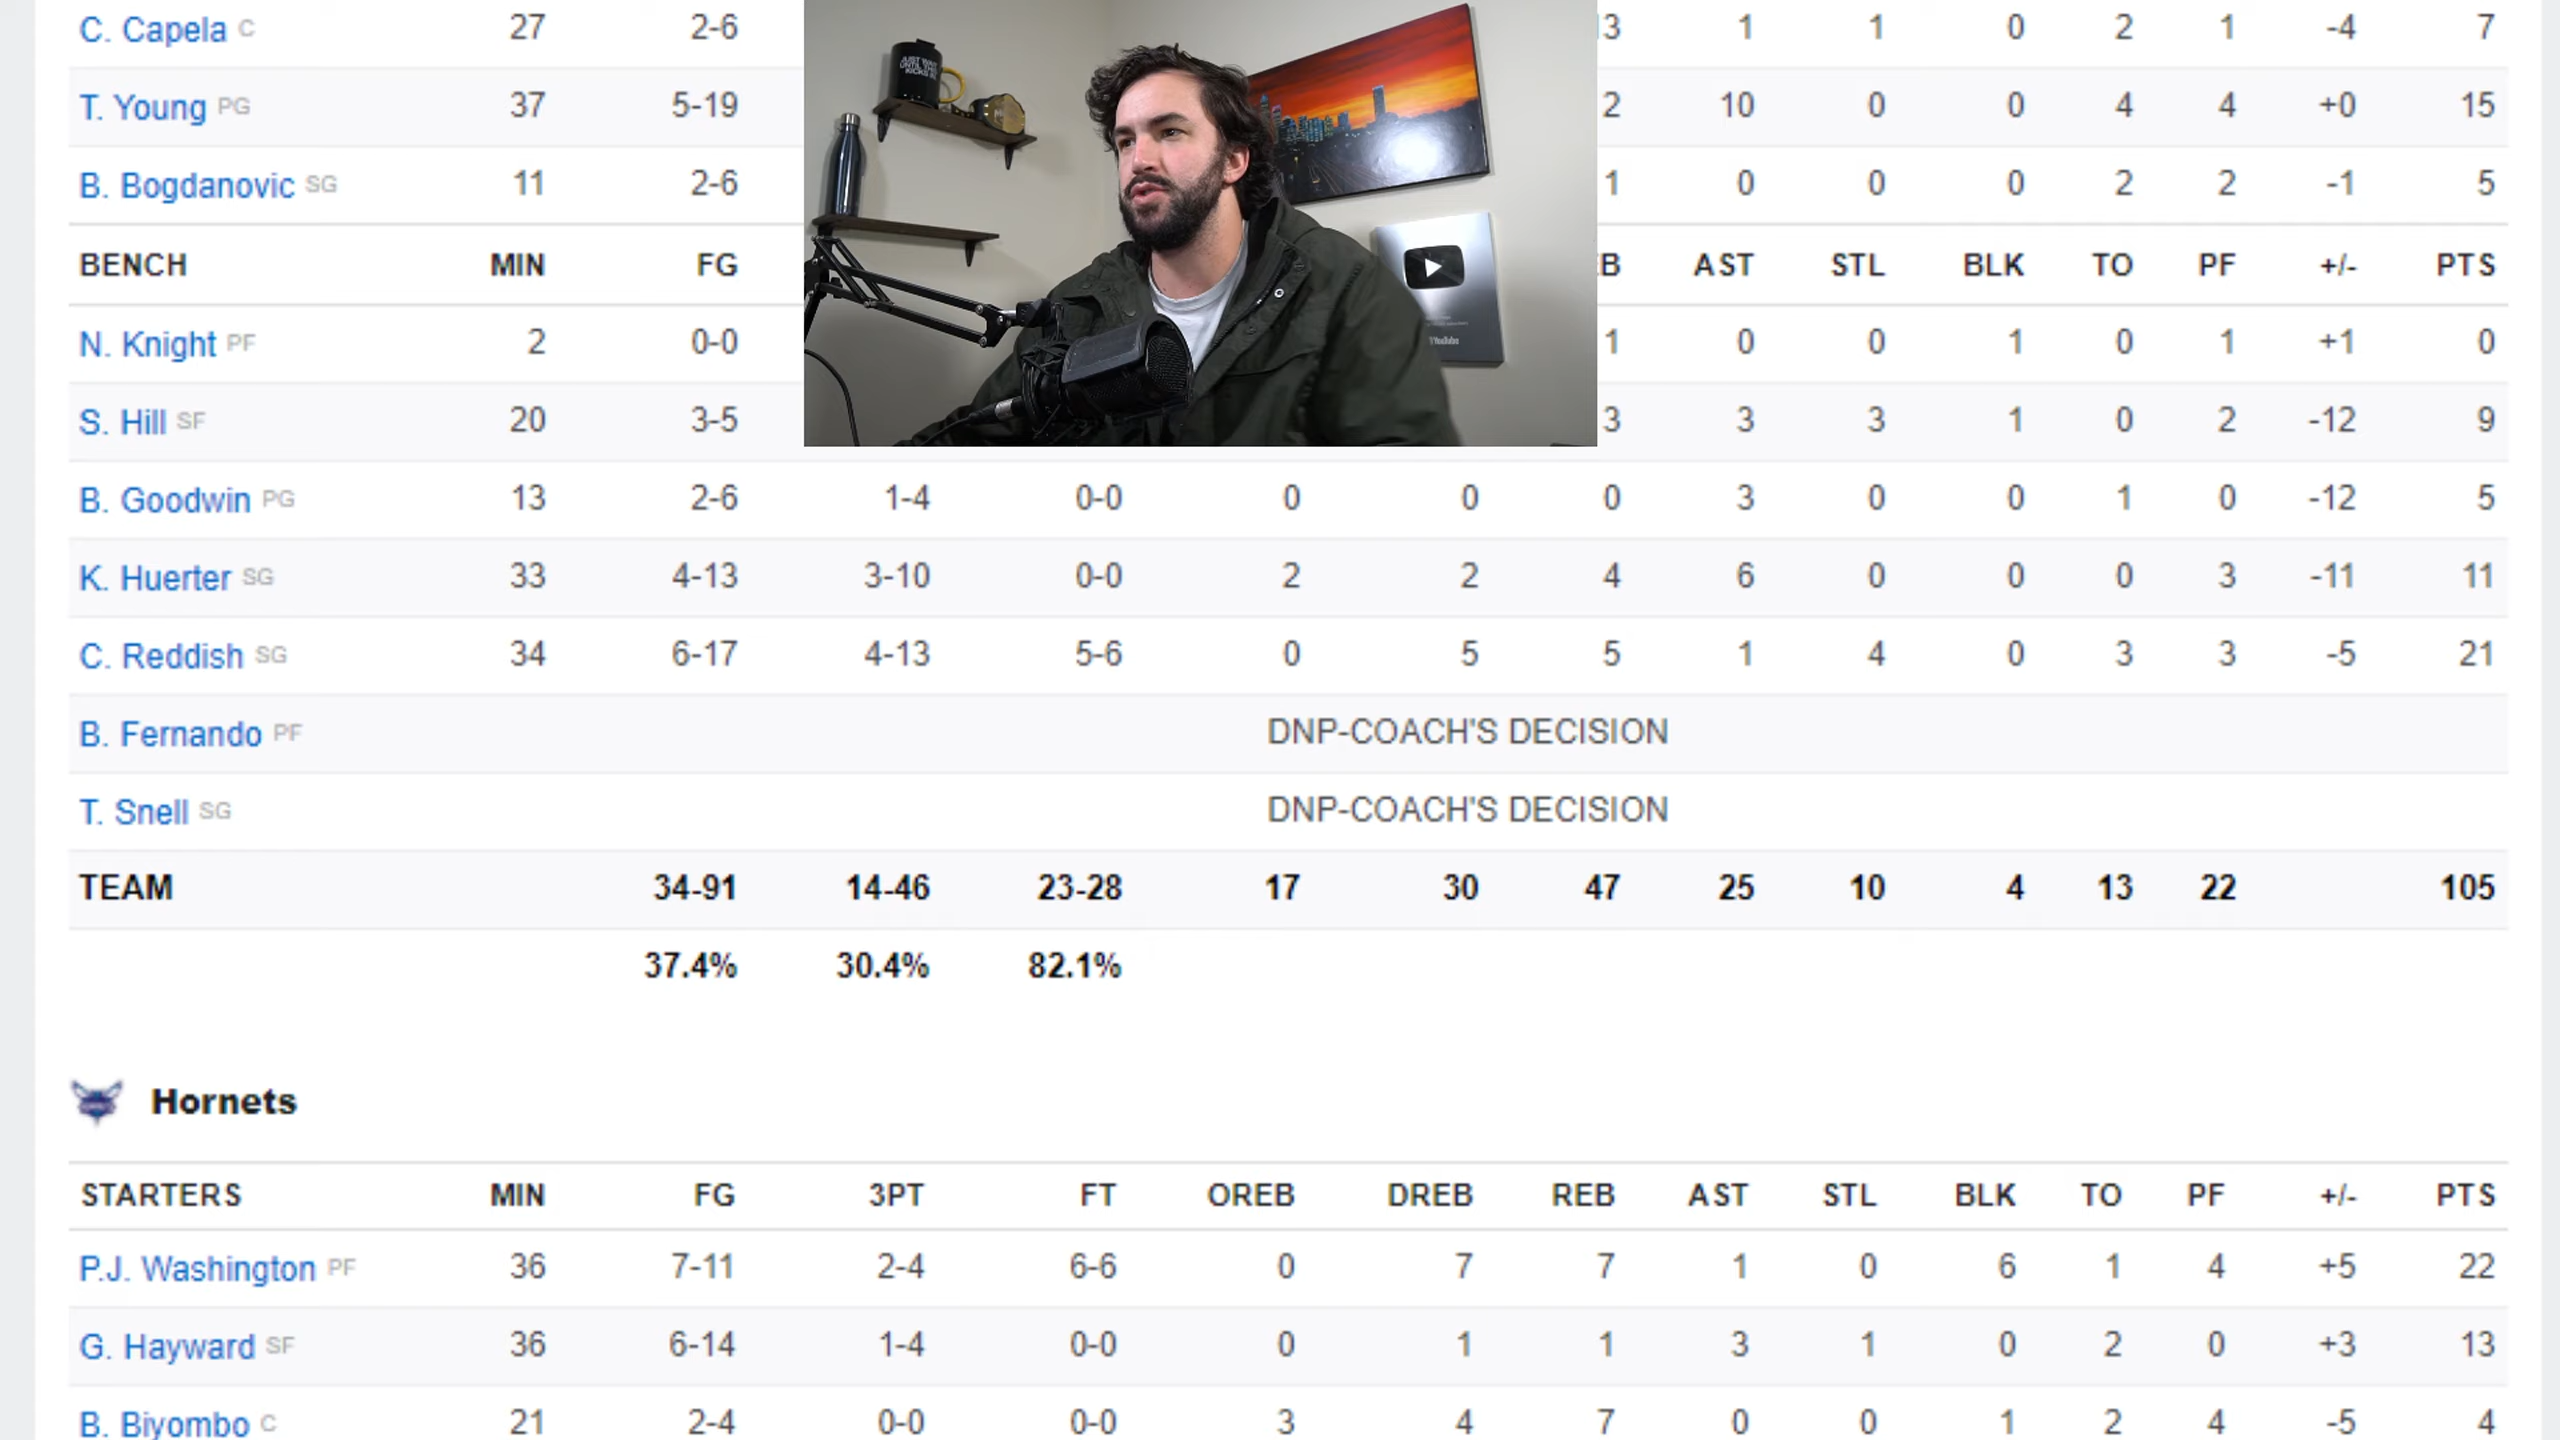 C. Capela C 27 2-6 13 1 1 0 2 1 -4 7
T. Young PG 37 5-19 2 10 0 0 4 4 +0 15
B. Bogdanovic SG 11 2-6 1 0 0 0 2 2 -1 5
BENCH MIN FG AST STL BLK TO PF +/- PTS
N. Knight PF 2 0-0 1 0 0 1 0 1 +1 0
S. Hill SF 20 3-5 3 3 3 1 0 2 -12 9
B. Goodwin PG 13 2-6 1-4 0-0 0 0 0 3 0 0 1 0 -12 5
K. Huerter SG 33 4-13 3-10 0-0 2 2 4 6 0 0 0 3 -11 11
C. Reddish SG 34 6-17 4-13 5-6 0 5 5 1 4 0 3 3 -5 21
B. Fernando PF DNP-COACH'S DECISION
T. Snell SG DNP-COACH'S DECISION
TEAM 34-91 14-46 23-28 17 30 47 25 10 4 13 22 105
37.4% 30.4% 82.1%
Hornets
STARTERS MIN FG 3PT FT OREB DREB REB AST STL BLK TO PF +/- PTS
P.J. Washington PF 36 7-11 2-4 6-6 0 7 7 1 0 6 1 4 +5 22
G. Hayward SF 36 6-14 1-4 0-0 0 1 1 3 1 0 2 0 +3 13
B. Biyombo C 21 2-4 0-0 0-0 3 4 7 0 0 1 2 4 -5 4
JUST WAIT
UNTIL THIS
KICKS IN
YouTube